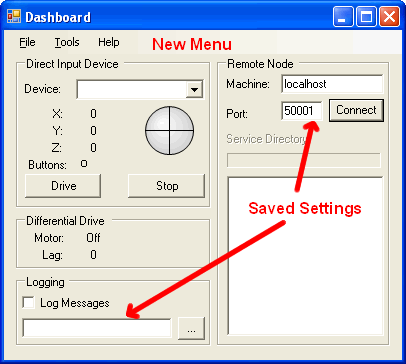 Dashboard
File Tools Help New Menu
Direct Input Device
Device:
X: 0
Y: 0
Z: 0
Buttons: 0
Drive Stop
Differential Drive
Motor: Off
Lag: 0
Logging
Log Messages
...
Remote Node
Machine: localhost
Port: 50001 Connect
Service Directory
Saved Settings